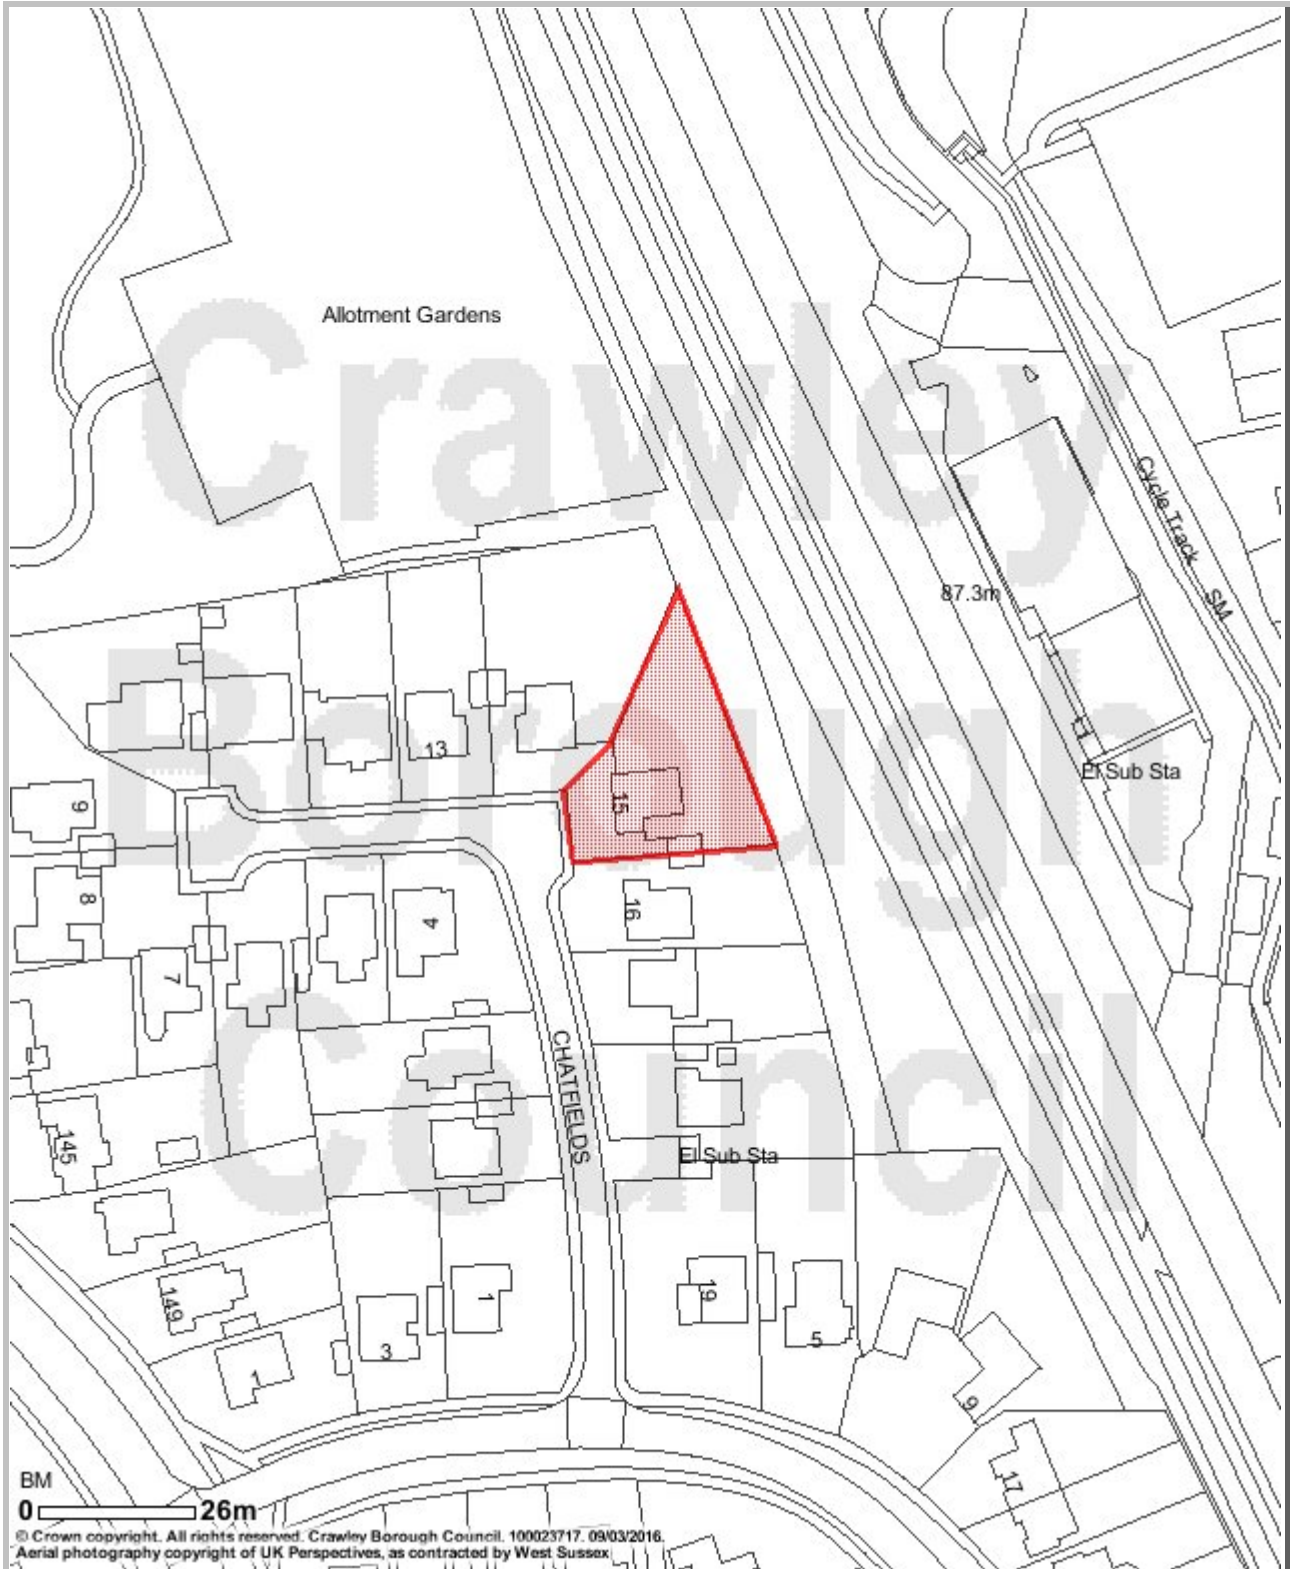 Allotment Gardens
Crawley
Cycle Track
SM
87.3m
Borough
El Sub Sta
13
15
9
8
16
4
7
Council
CHATFIELDS
145
El Sub Sta
149
1
19
3
5
1
9
17
BM
0 26m
© Crown copyright. All rights reserved. Crawley Borough Council. 100023717. 09/03/2016.
Aerial photography copyright of UK Perspectives, as contracted by West Sussex